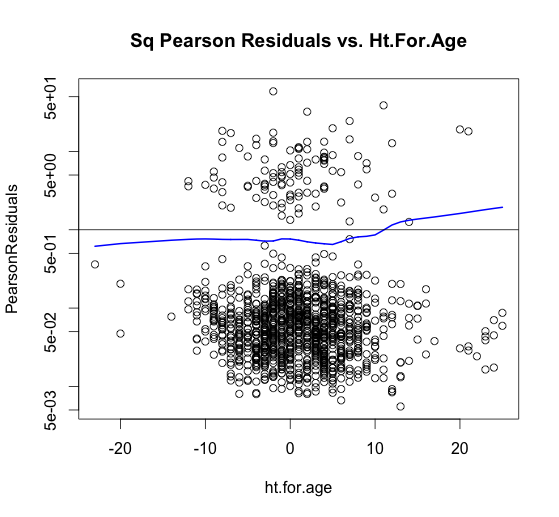 Sq Pearson Residuals vs. Ht.For.Age
PearsonResiduals
5e+01
5e+00
5e-01
5e-02
5e-03
-20 -10 0 10 20
ht.for.age